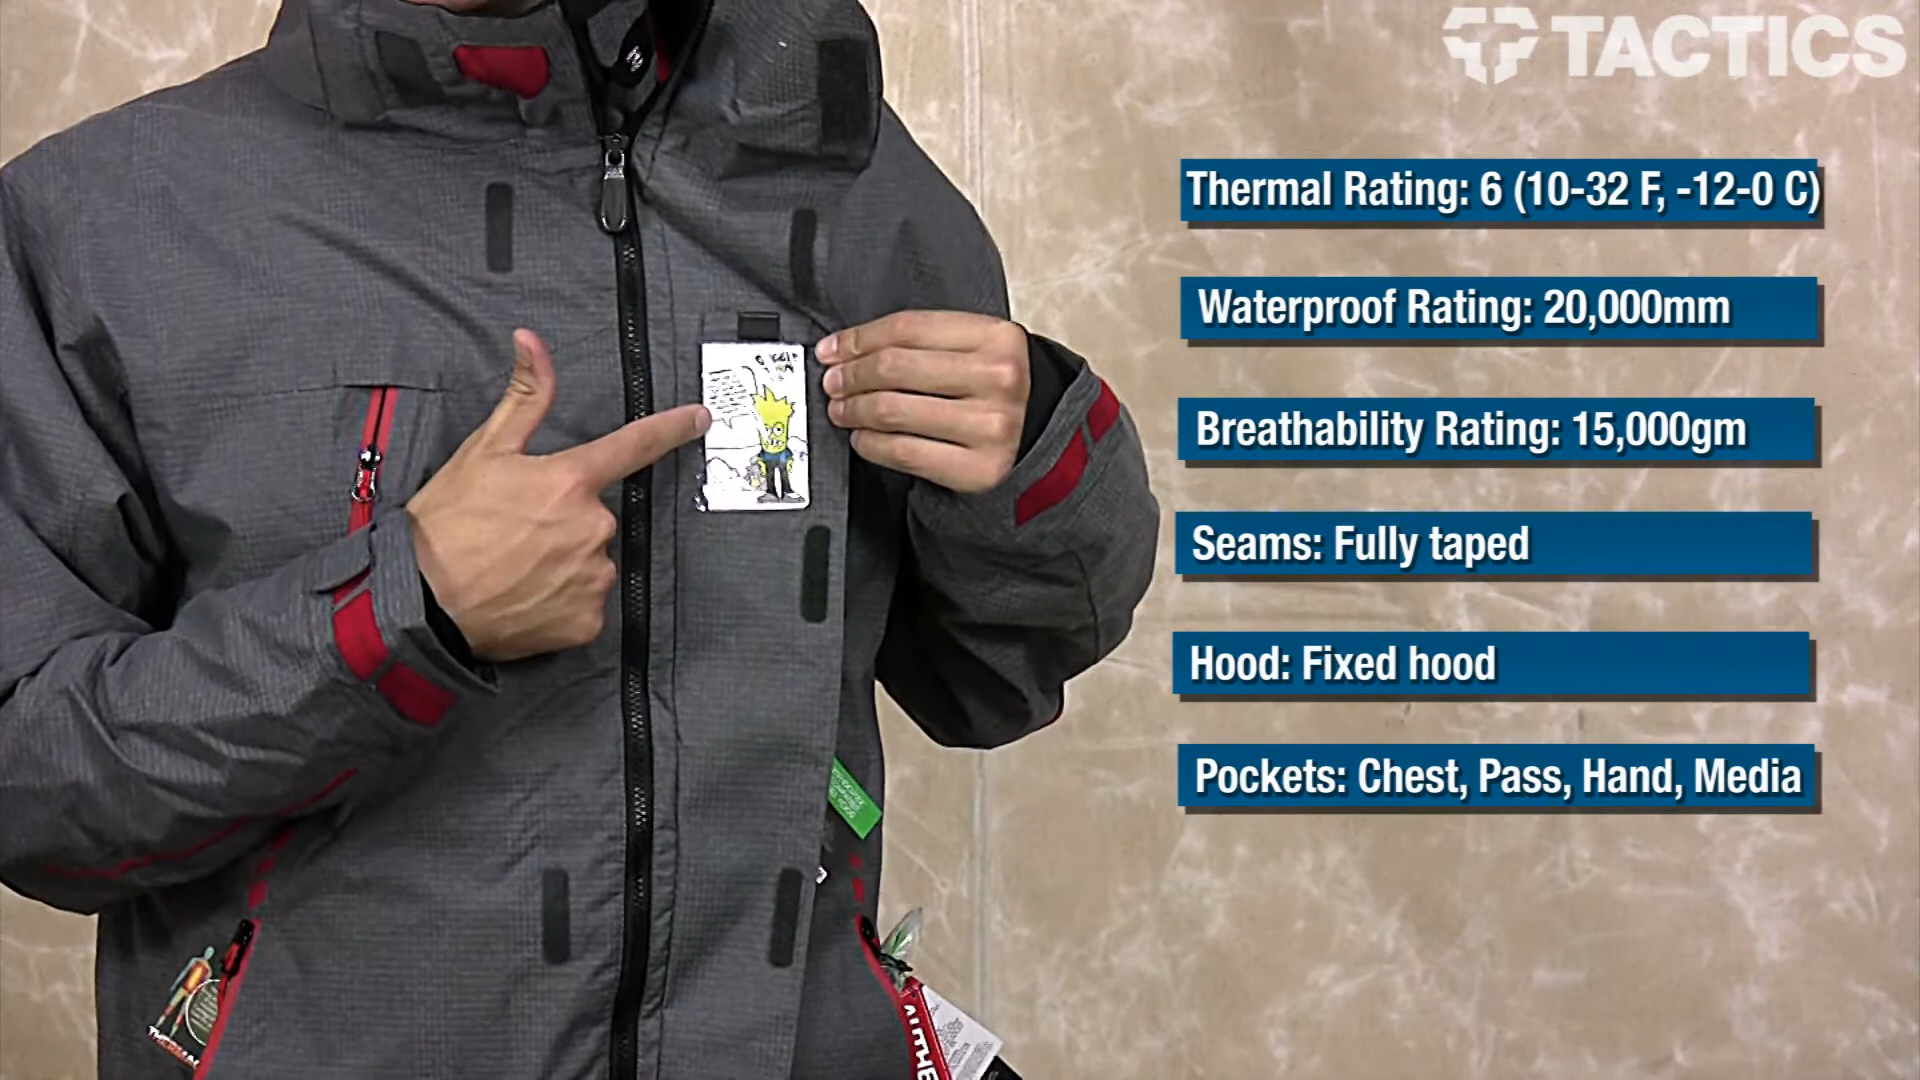 TACTICS
Thermal Rating: 6 (10-32 F, -12-0 C)
Waterproof Rating: 20,000mm
Breathability Rating: 15,000gm
Seams: Fully taped
Hood: Fixed hood
Pockets: Chest, Pass, Hand, Media